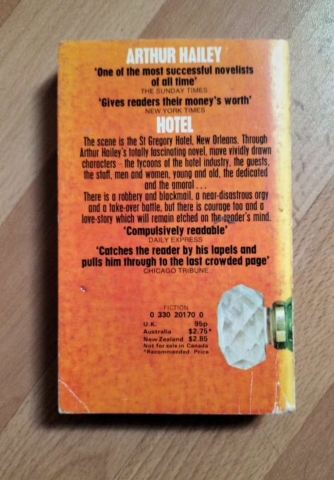 ARTHUR HAILEY
'One of the most successful novelists
of all time'
THE SUNDAY TIMES
'Gives readers their money's worth'
NEW YORK TIMES
HOTEL
The scene is the St Gregory Hotel, New Orleans. Through
Arthur Hailey's totally fascinating novel, move vividly drawn
characters – the tycoons of the hotel industry, the guests,
the staff, men and women, young and old, the dedicated
and the amoral . . .
There is a robbery and blackmail, a near-disastrous orgy
and a take-over battle, but there is courage too and a
love-story which will remain etched on the reader's mind.
'Compulsively readable'
DAILY EXPRESS
'Catches the reader by his lapels and
pulls him through to the last crowded page'
CHICAGO TRIBUNE
FICTION
0 330 20170 0
U.K. 95p
Australia $2.75*
New Zealand $2.85
Not for sale in Canada
*Recommended Price